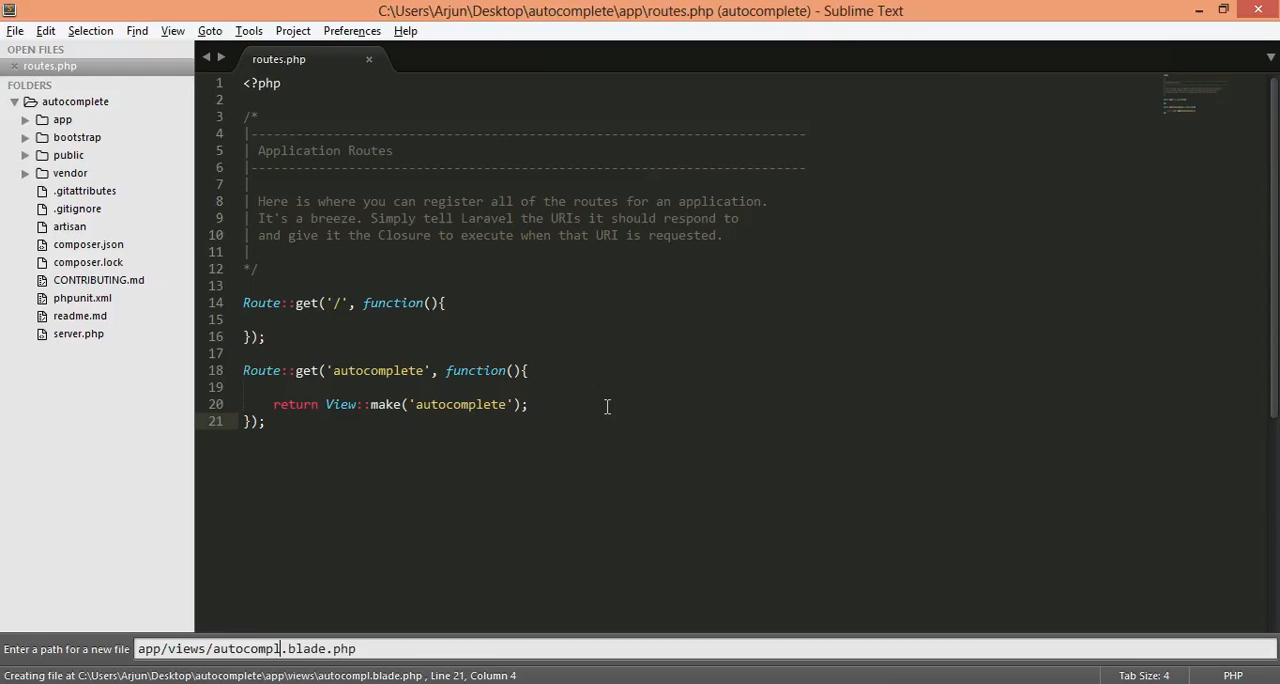 C:\Users\Arjun\Desktop\autocomplete\app\routes.php (autocomplete) - Sublime Text
File Edit Selection Find View Goto Tools Project Preferences Help
OPEN FILES
routes.php
FOLDERS
autocomplete
app
bootstrap
public
vendor
.gitattributes
.gitignore
artisan
composer.json
composer.lock
CONTRIBUTING.md
phpunit.xml
readme.md
server.php
routes.php
1 <?php
2
3 /*
4 |--------------------------------------------------------------------------
5 | Application Routes
6 |--------------------------------------------------------------------------
7 |
8 | Here is where you can register all of the routes for an application.
9 | It's a breeze. Simply tell Laravel the URIs it should respond to
10 | and give it the Closure to execute when that URI is requested.
11 |
12 */
13
14 Route::get('/', function(){
15
16 });
17
18 Route::get('autocomplete', function(){
19
20 return View::make('autocomplete');
21 });
Enter a path for a new file app/views/autocompl.blade.php
Creating file at C:\Users\Arjun\Desktop\autocomplete\app\views\autocompl.blade.php , Line 21, Column 4 Tab Size: 4 PHP